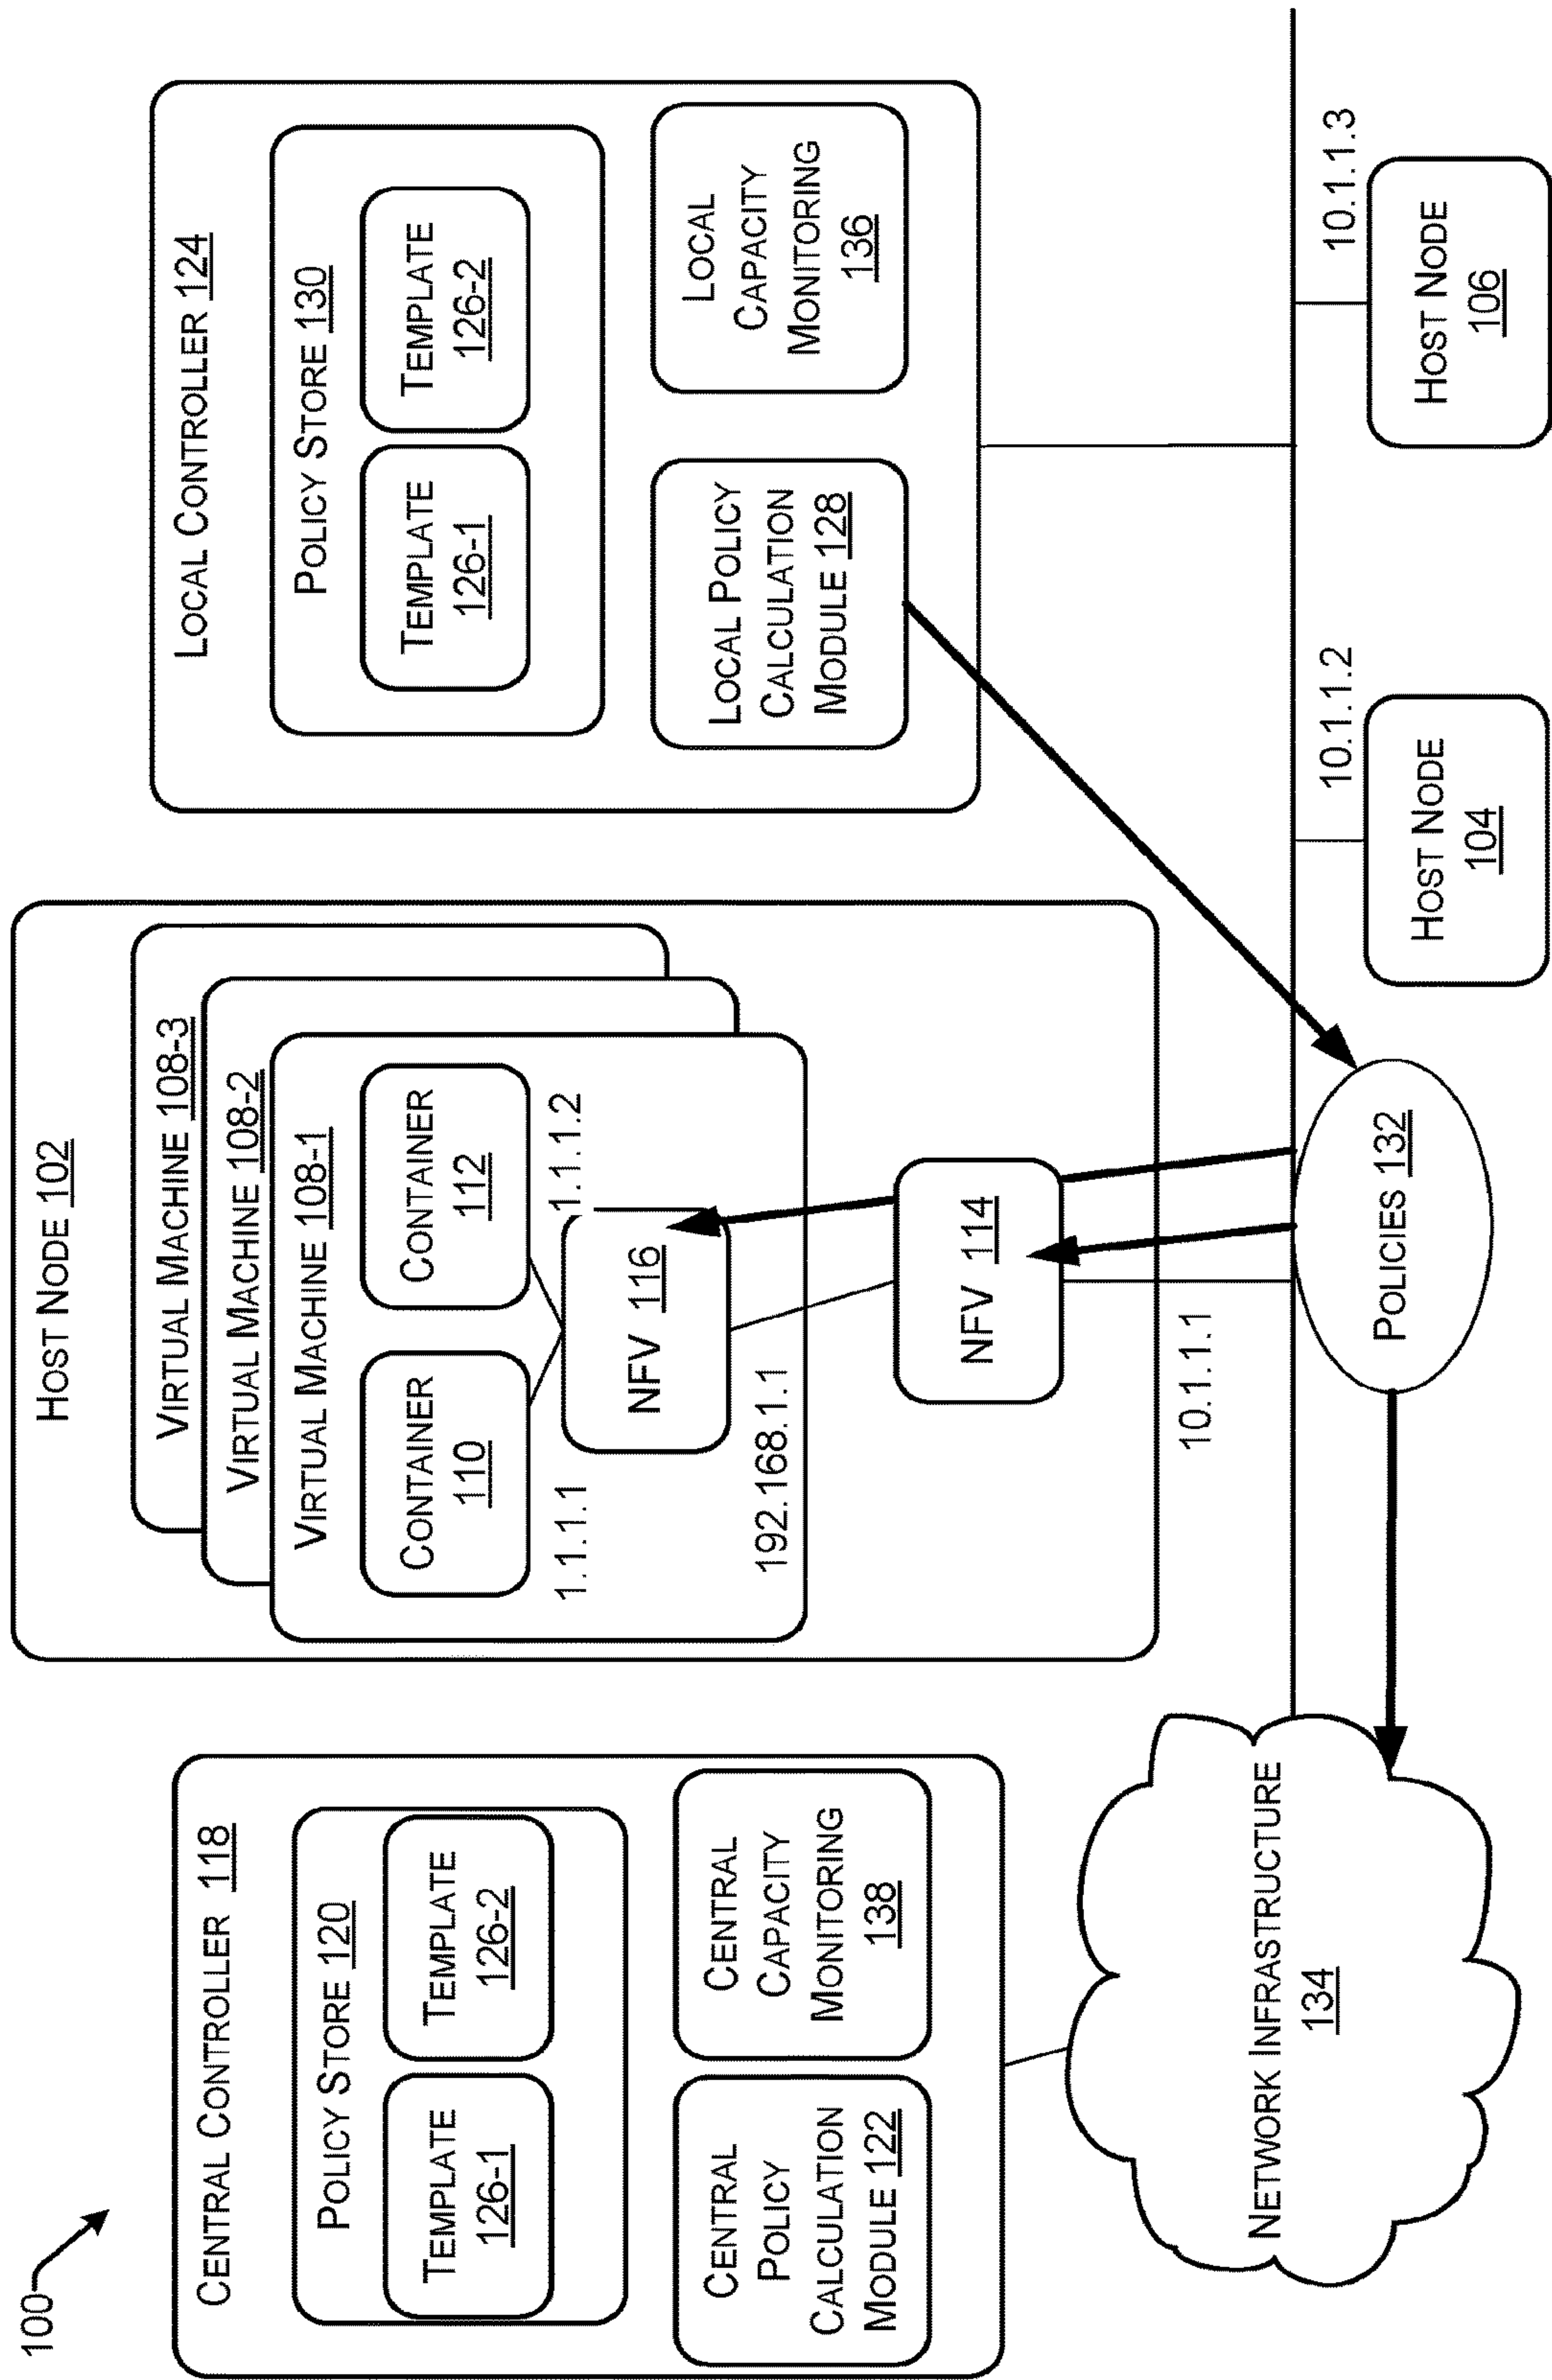 100
CENTRAL CONTROLLER 118
POLICY STORE 120
TEMPLATE
126-1
TEMPLATE
126-2
CENTRAL
POLICY
CALCULATION
MODULE 122
CENTRAL
CAPACITY
MONITORING
138
NETWORK INFRASTRUCTURE
134
HOST NODE 102
VIRTUAL MACHINE 108-3
VIRTUAL MACHINE 108-2
VIRTUAL MACHINE 108-1
CONTAINER
110
CONTAINER
112
1.1.1.1
1.1.1.2
NFV 116
192.168.1.1
NFV 114
10.1.1.1
POLICIES 132
LOCAL CONTROLLER 124
POLICY STORE 130
TEMPLATE
126-1
TEMPLATE
126-2
LOCAL POLICY
CALCULATION
MODULE 128
LOCAL
CAPACITY
MONITORING
136
10.1.1.2
HOST NODE
104
10.1.1.3
HOST NODE
106